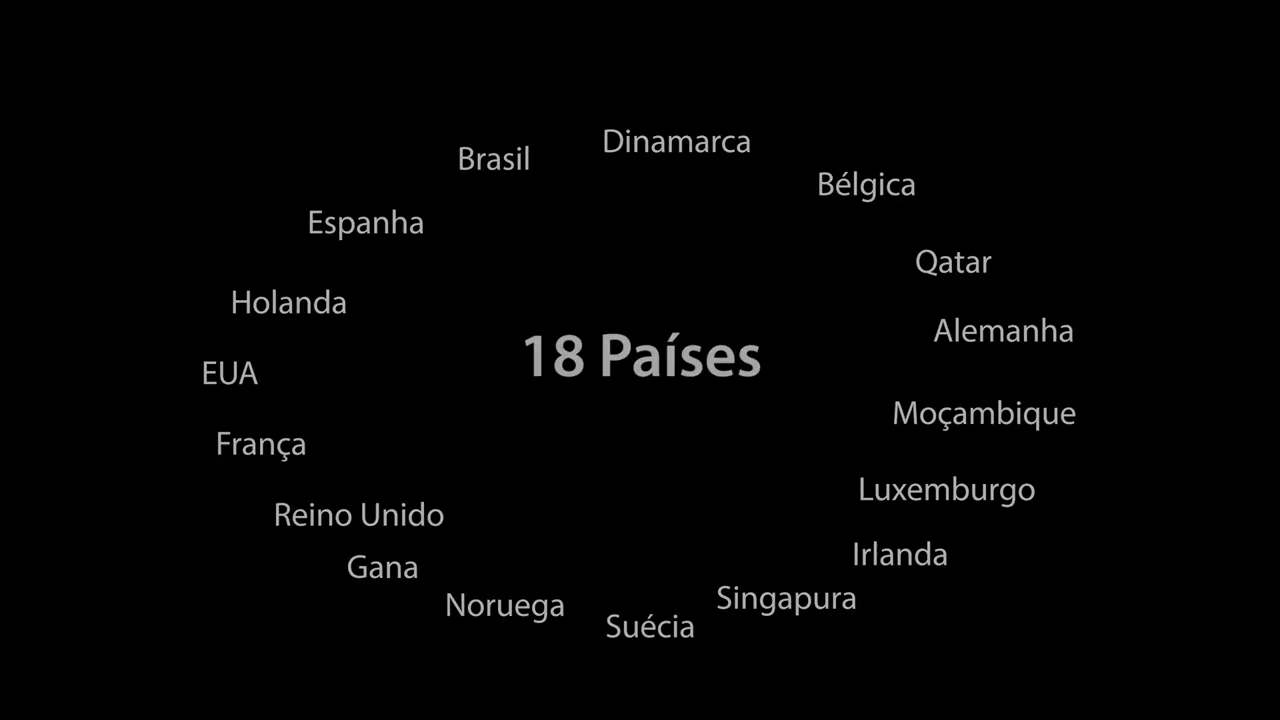 Dinamarca
Brasil
Bélgica
Espanha
Qatar
Holanda
Alemanha
18 Países
EUA
Moçambique
França
Luxemburgo
Reino Unido
Irlanda
Gana
Singapura
Noruega
Suécia